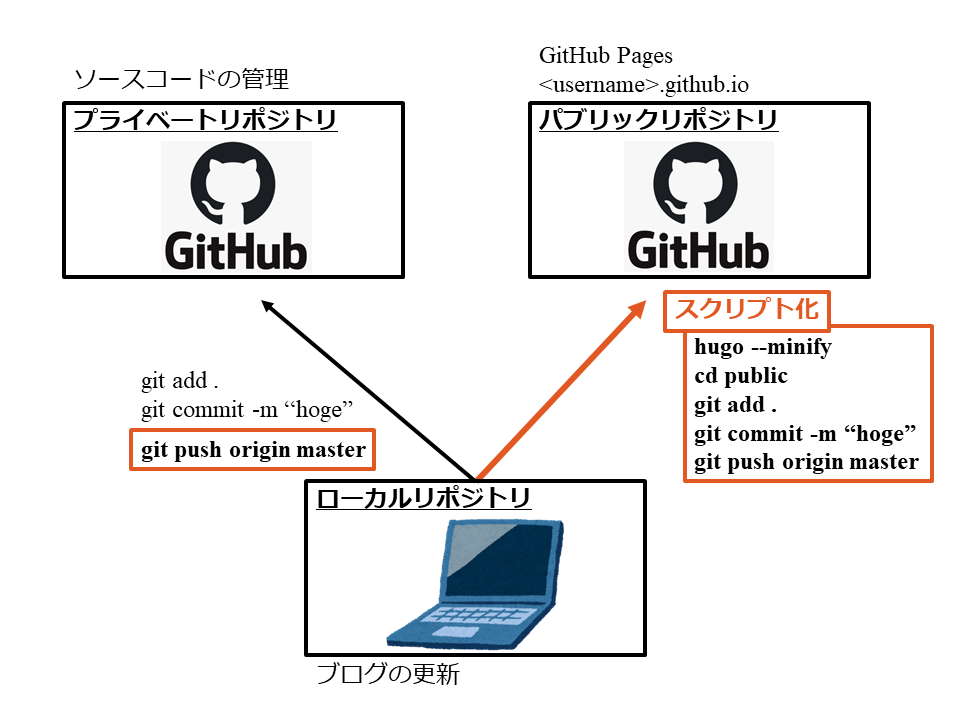 ソースコードの管理
プライベートリポジトリ
GitHub
GitHub Pages
<username>.github.io
パブリックリポジトリ
GitHub
スクリプト化
hugo --minify
cd public
git add .
git commit -m “hoge”
git push origin master
git add .
git commit -m “hoge”
git push origin master
ローカルリポジトリ
ブログの更新